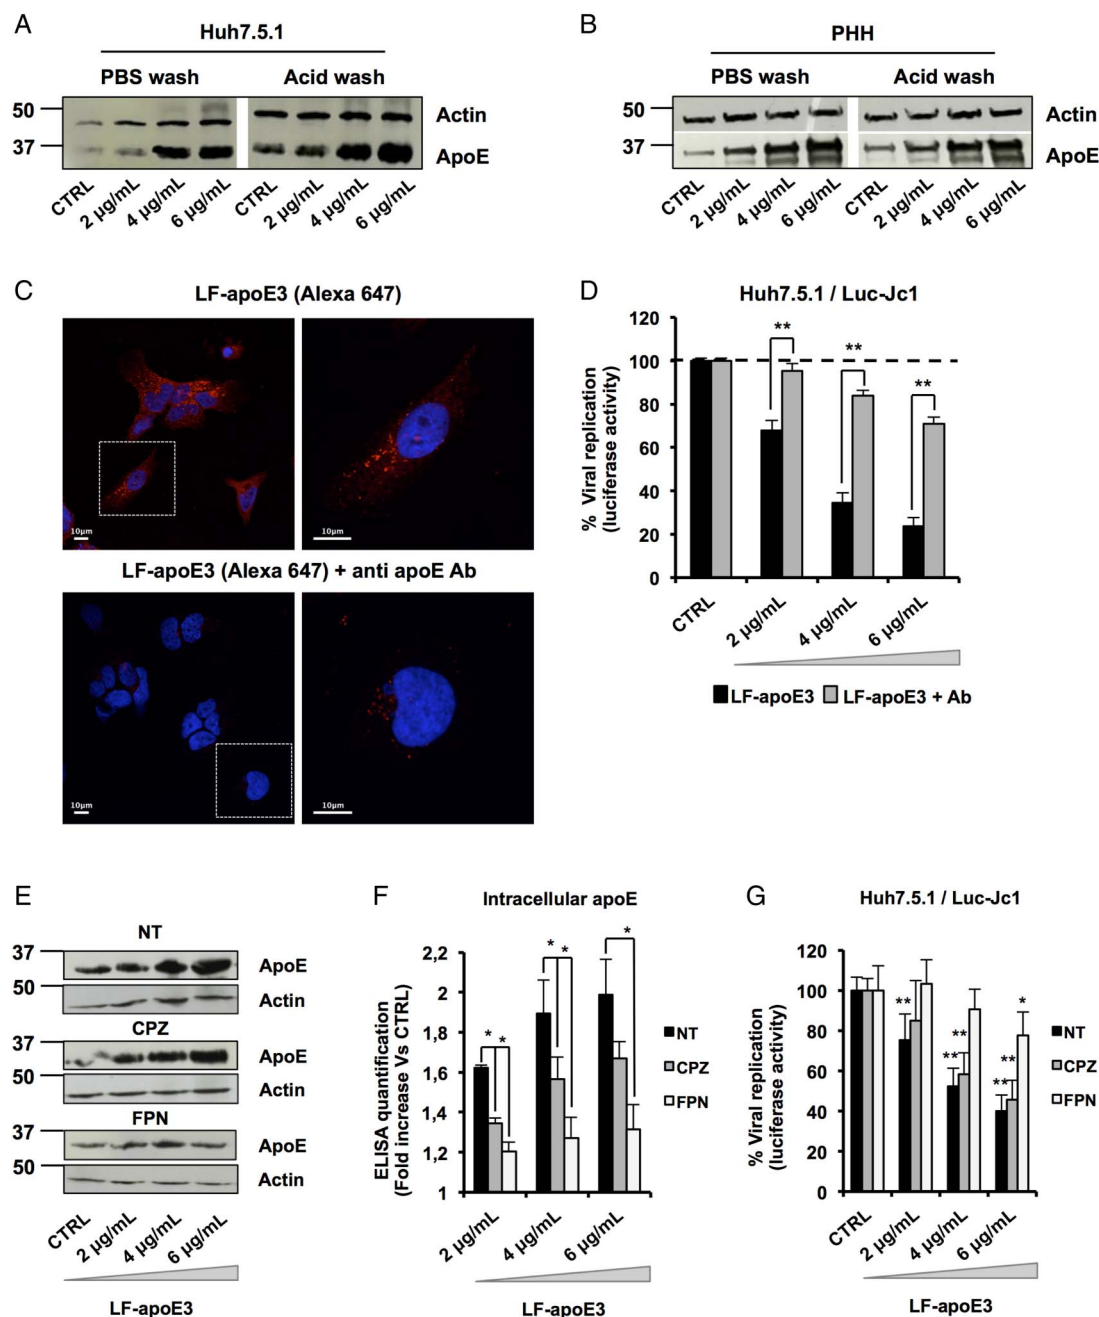 A
Huh7.5.1
PBS wash
Acid wash
50
37
Actin
ApoE
CTRL
2 µg/mL
4 µg/mL
6 µg/mL
CTRL
2 µg/mL
4 µg/mL
6 µg/mL
B
PHH
PBS wash
Acid wash
50
37
Actin
ApoE
CTRL
2 µg/mL
4 µg/mL
6 µg/mL
CTRL
2 µg/mL
4 µg/mL
6 µg/mL
C
LF-apoE3 (Alexa 647)
10µm
10µm
LF-apoE3 (Alexa 647) + anti apoE Ab
10µm
10µm
D
Huh7.5.1 / Luc-Jc1
% Viral replication
(luciferase activity)
120
100
80
60
40
20
0
**
**
**
CTRL
2 µg/mL
4 µg/mL
6 µg/mL
LF-apoE3
LF-apoE3 + Ab
E
NT
37
ApoE
50
Actin
CPZ
37
ApoE
50
Actin
FPN
37
ApoE
50
Actin
CTRL
2 µg/mL
4 µg/mL
6 µg/mL
LF-apoE3
F
Intracellular apoE
ELISA quantification
(Fold increase Vs CTRL)
2,2
2
1,8
1,6
1,4
1,2
1
* *
* *
*
NT
CPZ
FPN
2 µg/mL
4 µg/mL
6 µg/mL
LF-apoE3
G
Huh7.5.1 / Luc-Jc1
% Viral replication
(luciferase activity)
120
100
80
60
40
20
0
**
**
**
**
**
*
NT
CPZ
FPN
CTRL
2 µg/mL
4 µg/mL
6 µg/mL
LF-apoE3